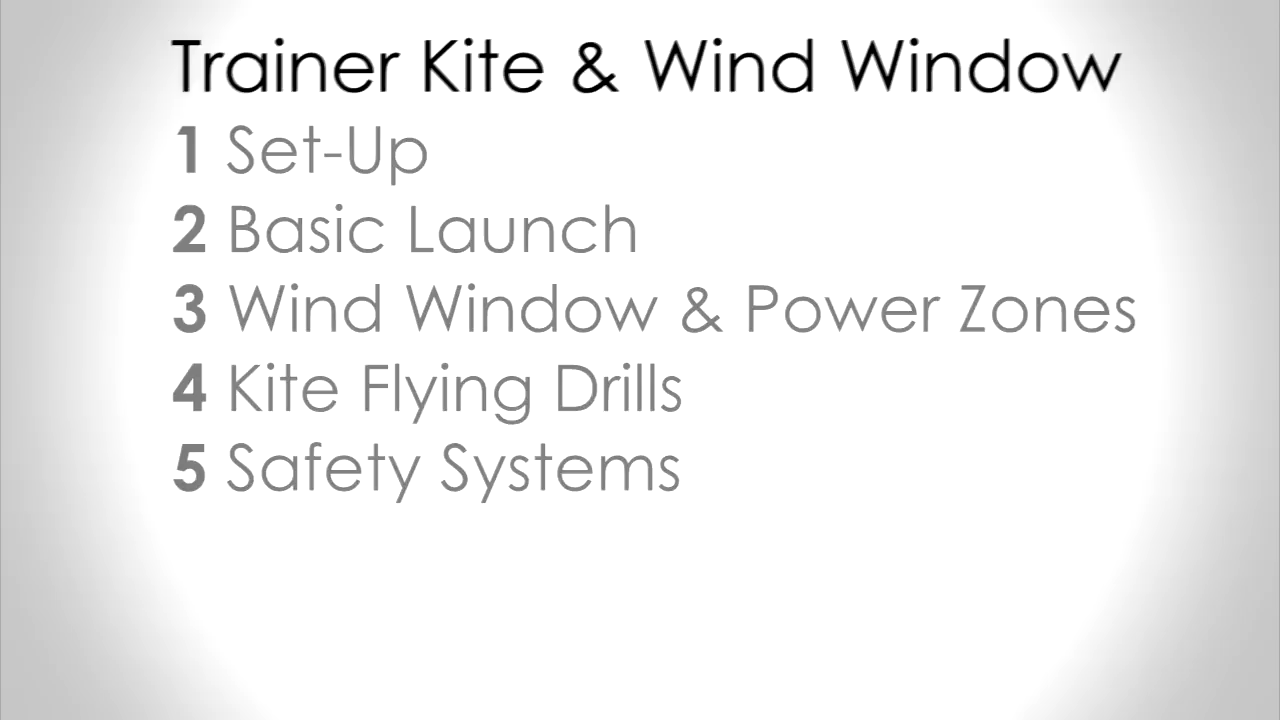 Trainer Kite & Wind Window
1 Set-Up
2 Basic Launch
3 Wind Window & Power Zones
4 Kite Flying Drills
5 Safety Systems